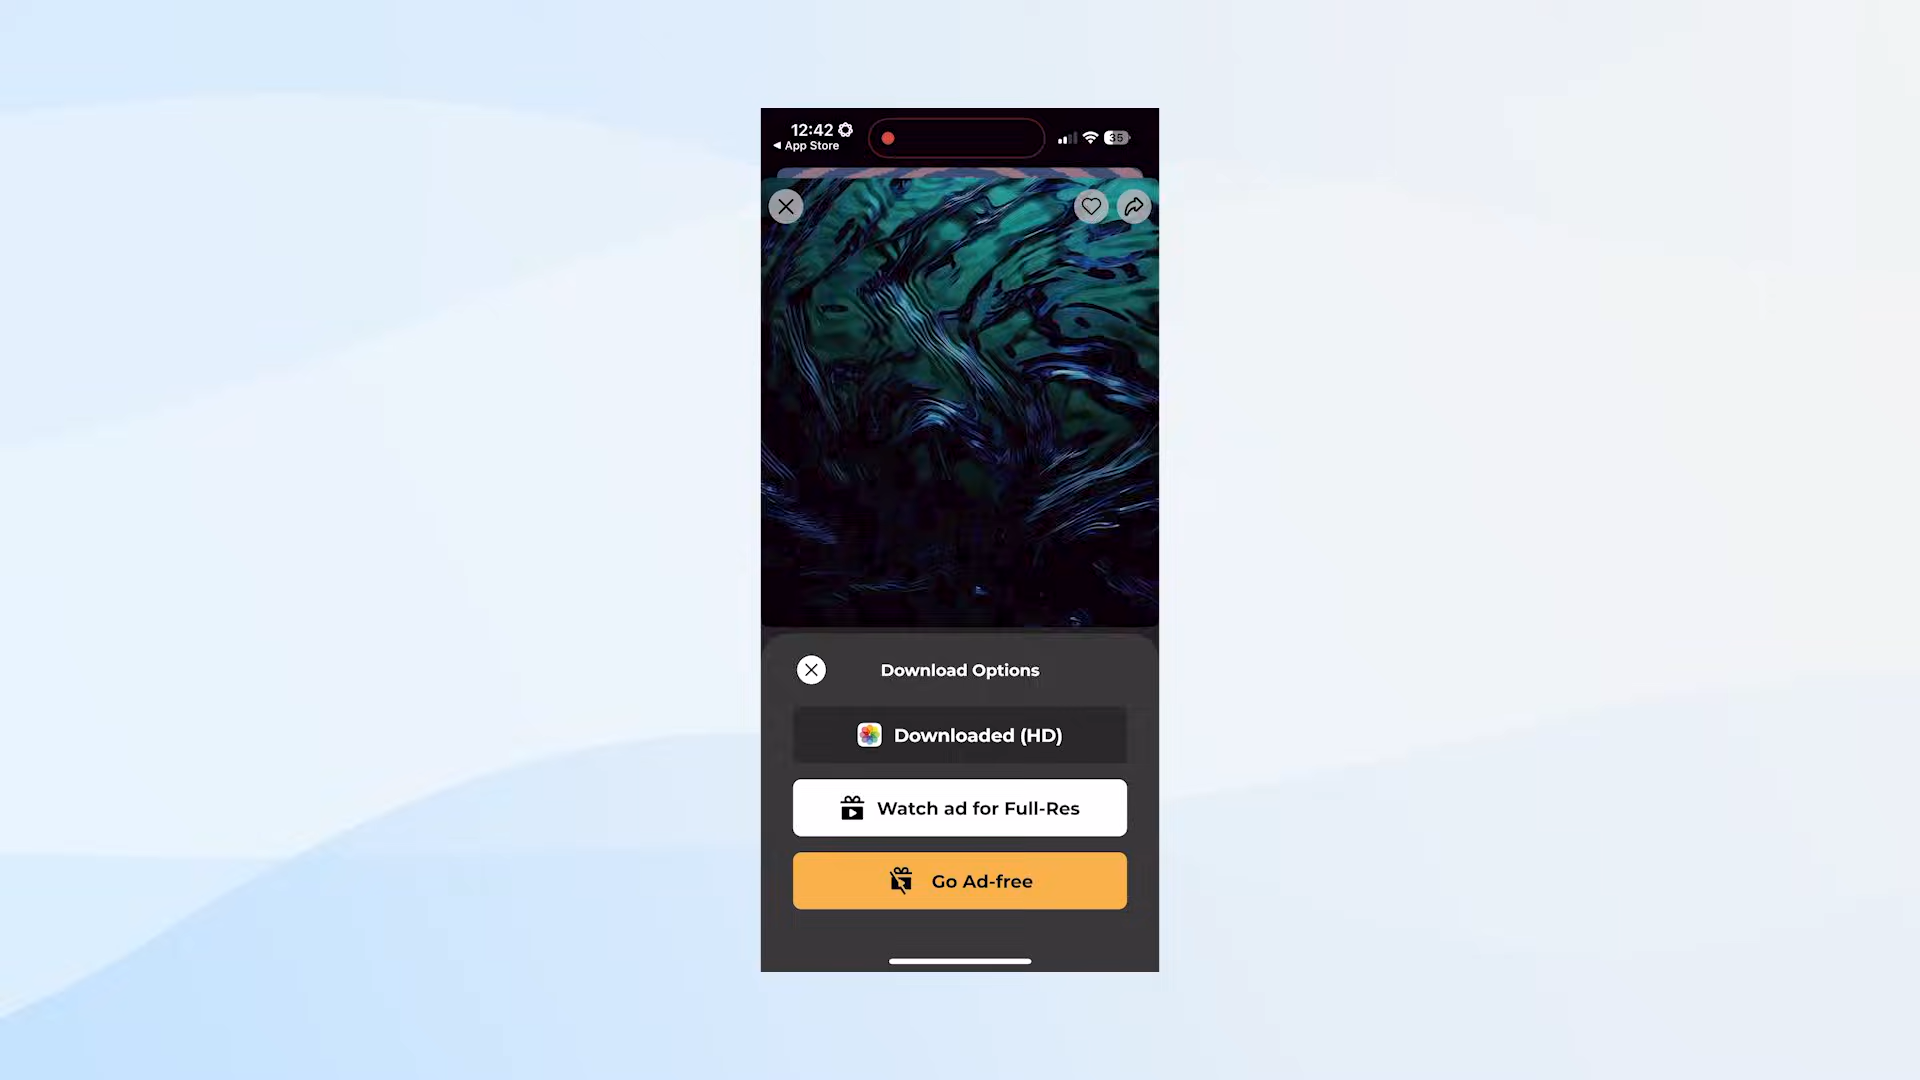 12:42
App Store
35
Download Options
Downloaded (HD)
Watch ad for Full-Res
Go Ad-free